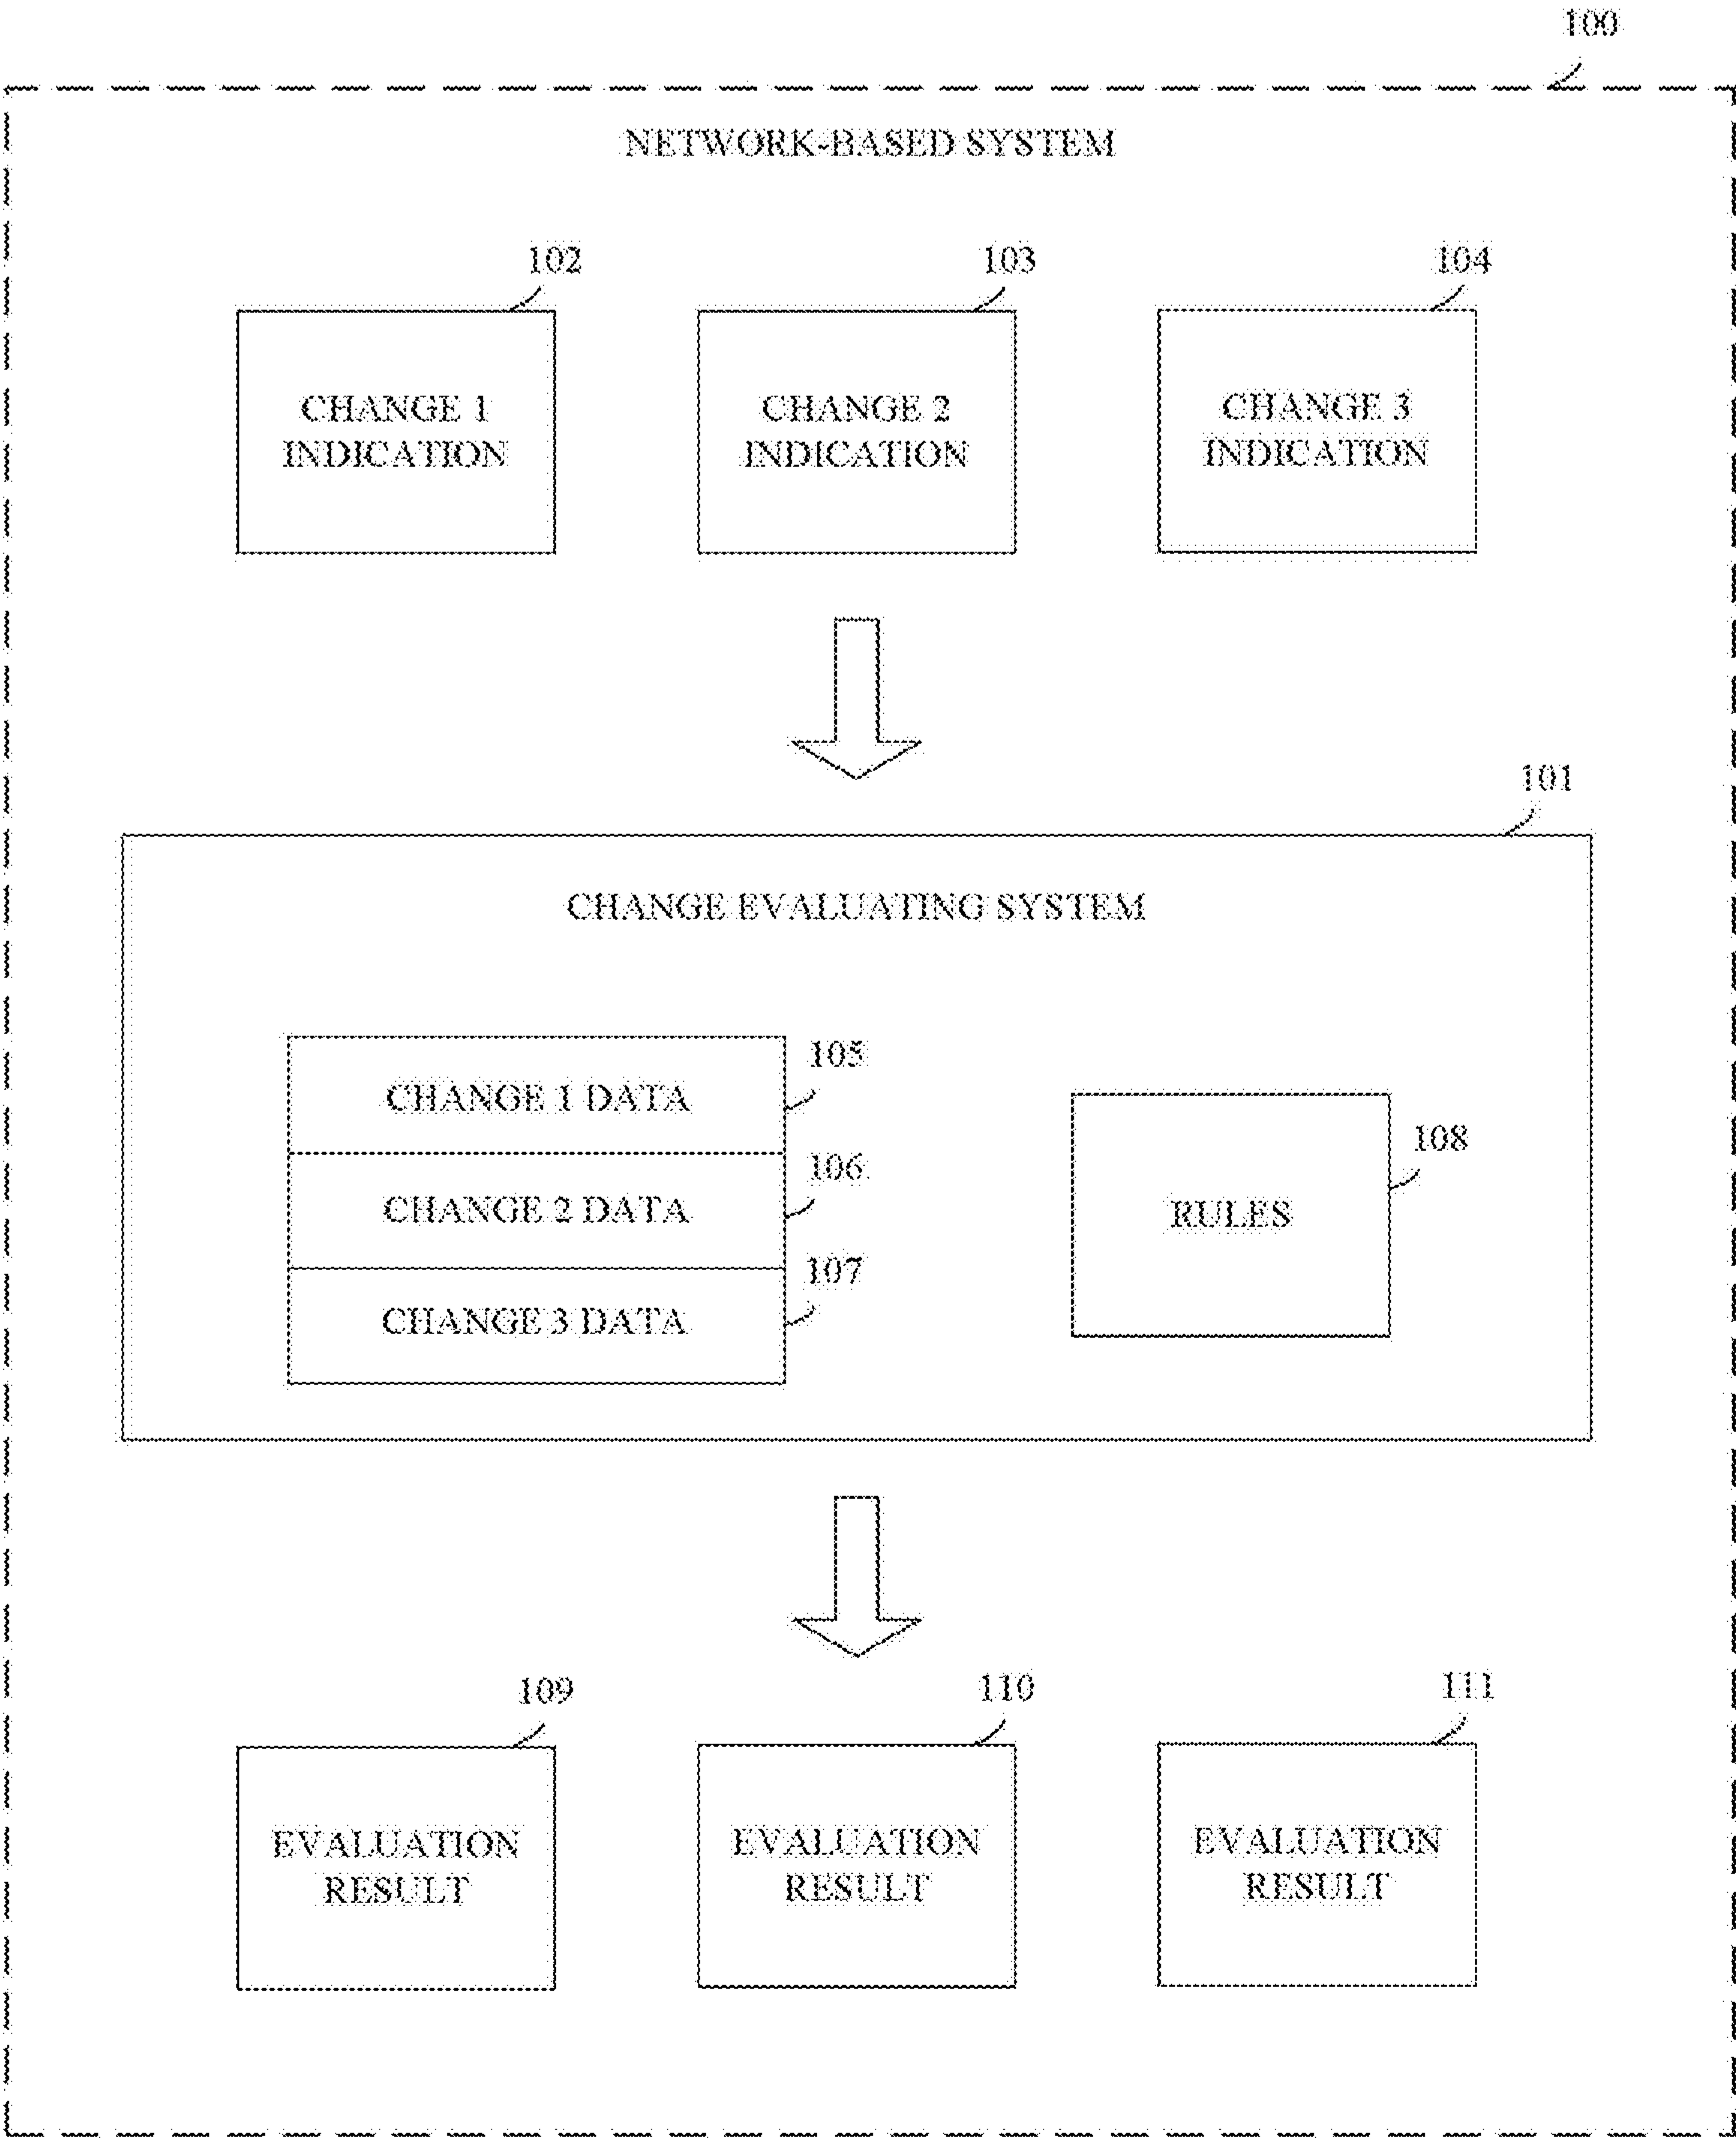 100
NETWORK-BASED SYSTEM
102
103
104
CHANGE 1
INDICATION
CHANGE 2
INDICATION
CHANGE 3
INDICATION
101
CHANGE EVALUATING SYSTEM
105
CHANGE 1 DATA
106
CHANGE 2 DATA
107
CHANGE 3 DATA
108
RULES
109
110
111
EVALUATION
RESULT
EVALUATION
RESULT
EVALUATION
RESULT